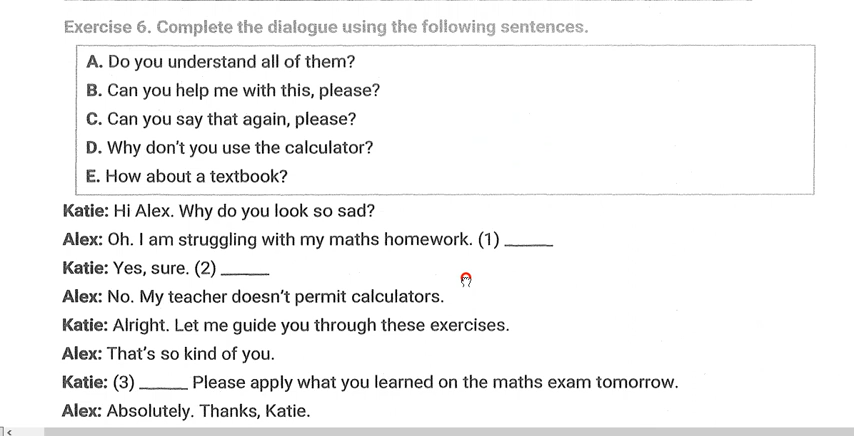 Exercise 6. Complete the dialogue using the following sentences.
A. Do you understand all of them?
B. Can you help me with this, please?
C. Can you say that again, please?
D. Why don't you use the calculator?
E. How about a textbook?
Katie: Hi Alex. Why do you look so sad?
Alex: Oh. I am struggling with my maths homework. (1) _____
Katie: Yes, sure. (2) _____
Alex: No. My teacher doesn't permit calculators.
Katie: Alright. Let me guide you through these exercises.
Alex: That's so kind of you.
Katie: (3) _____ Please apply what you learned on the maths exam tomorrow.
Alex: Absolutely. Thanks, Katie.